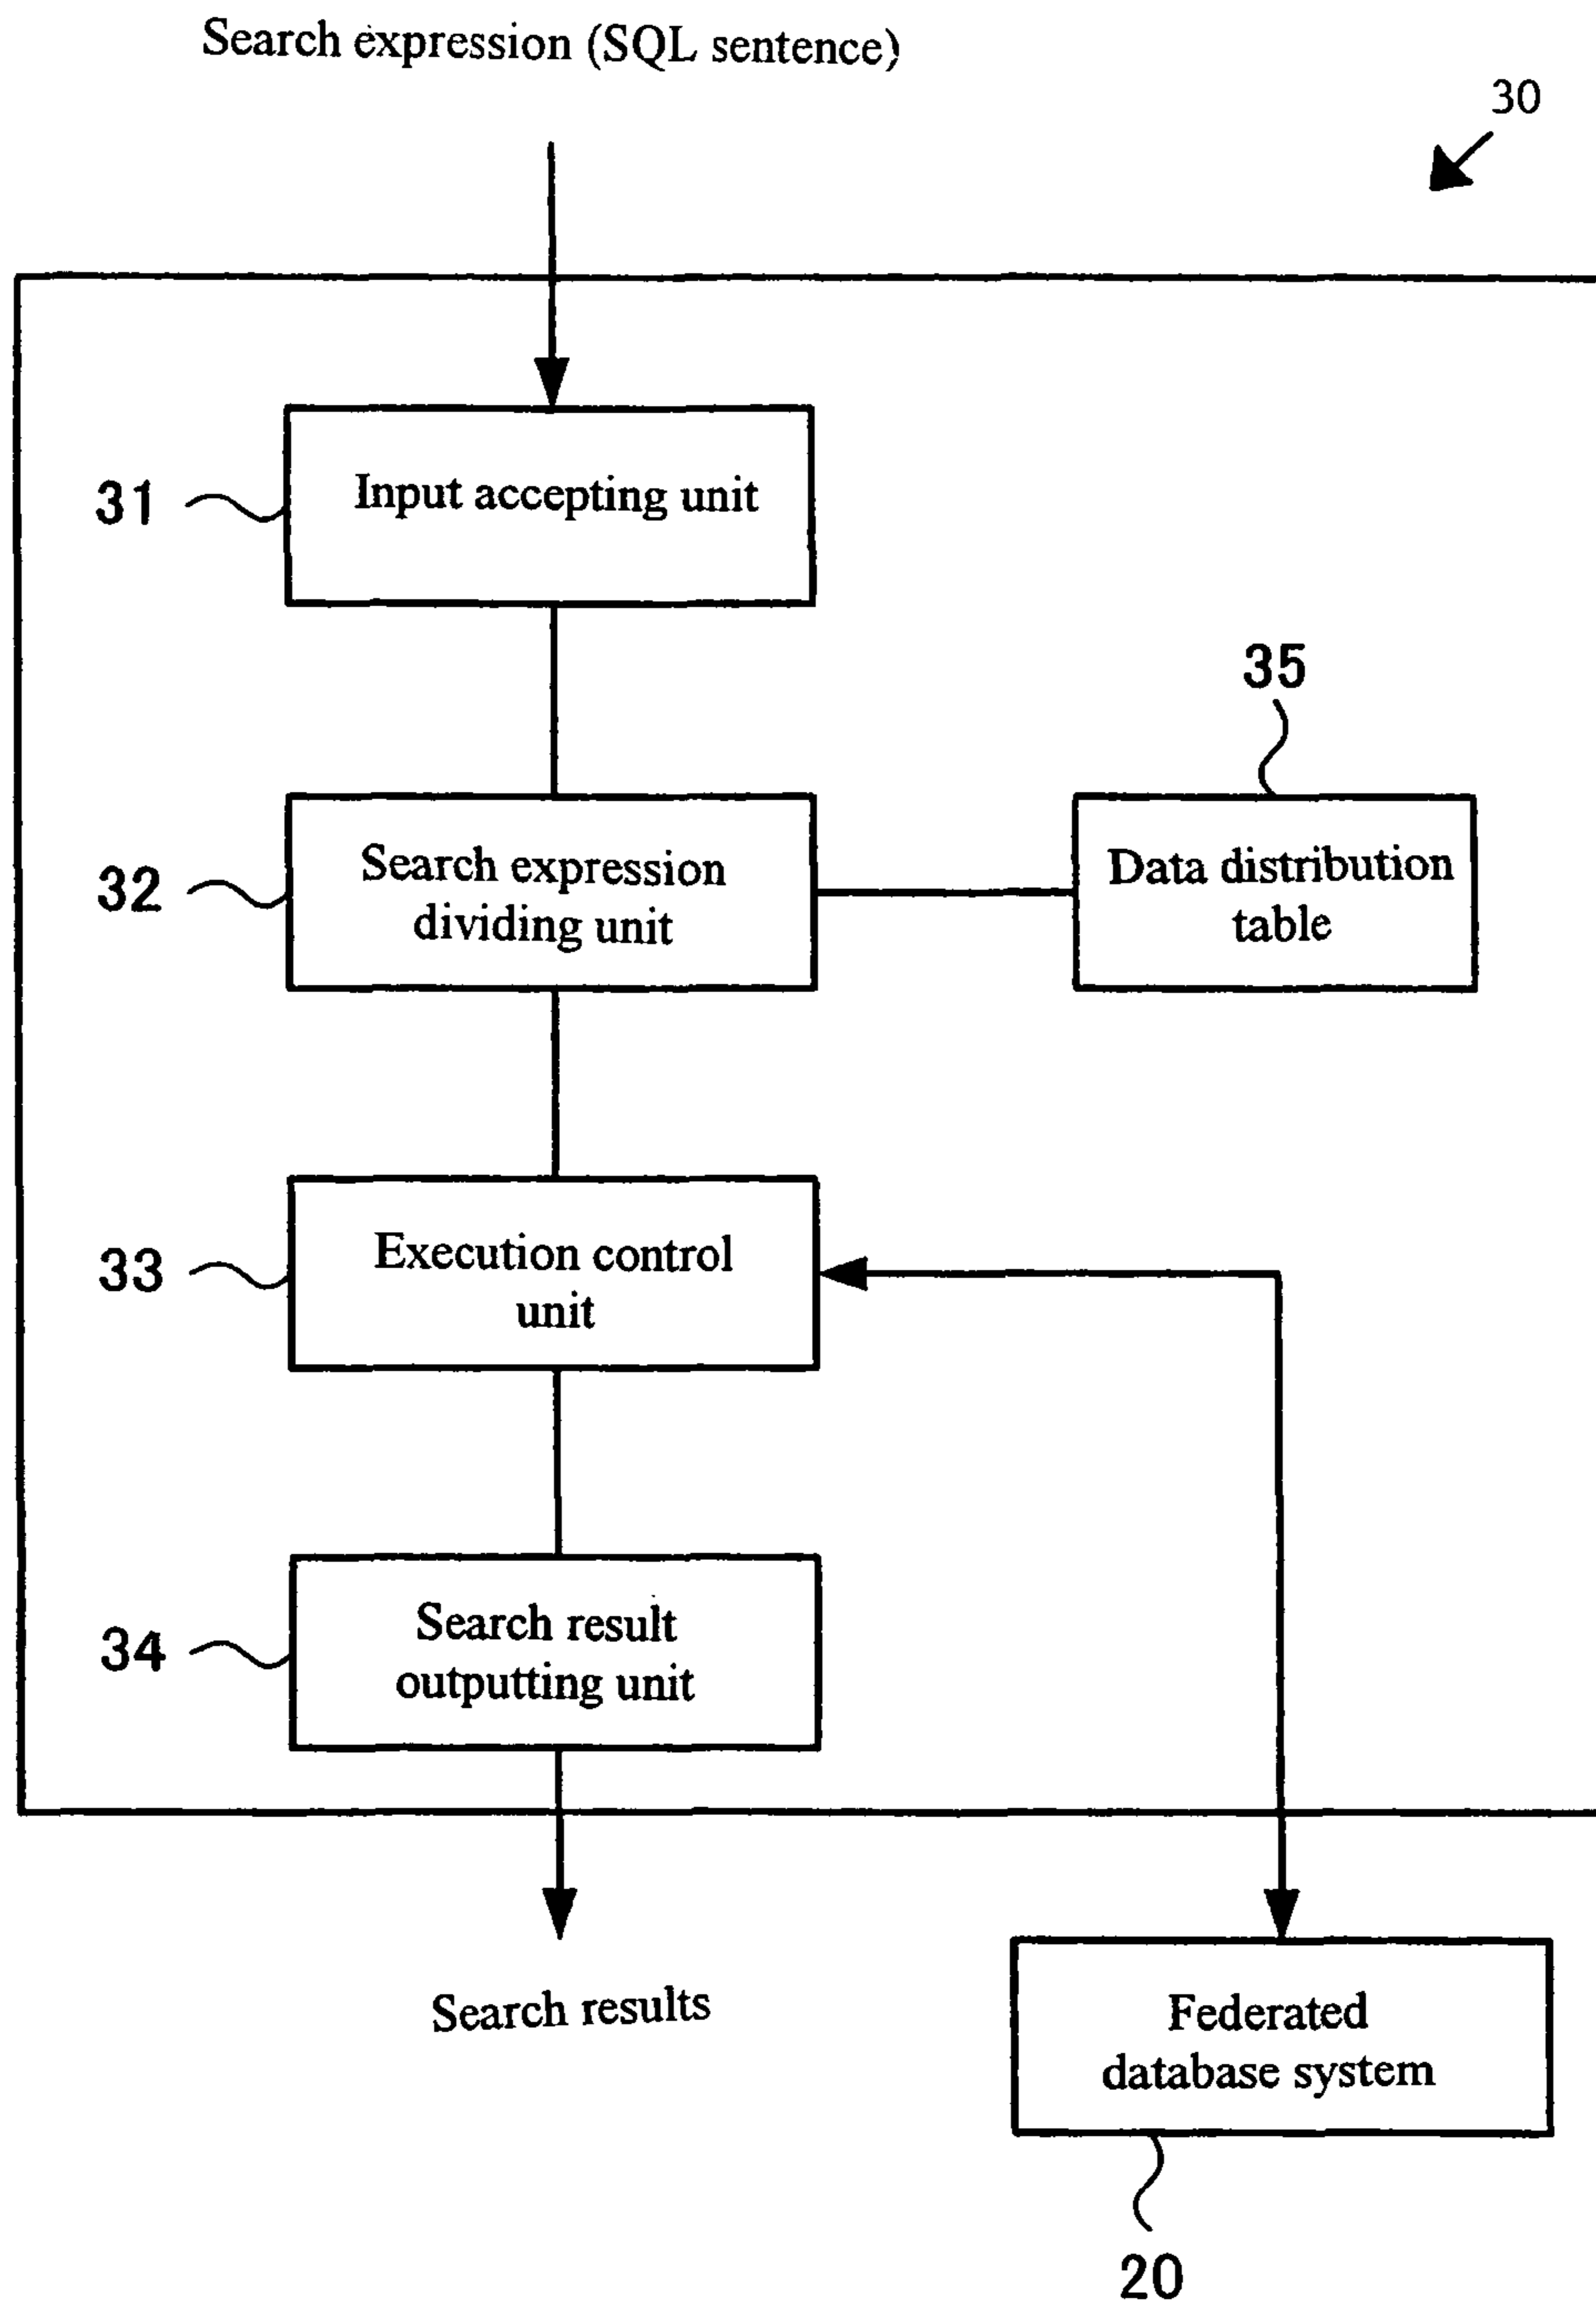 Search expression (SQL sentence)
30
31
Input accepting unit
35
32
Search expression
dividing unit
Data distribution
table
33
Execution control
unit
34
Search result
outputting unit
Search results
Federated
database system
20